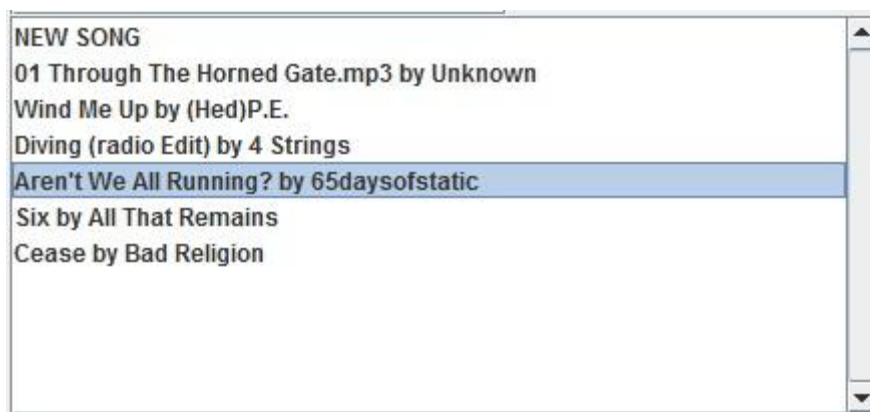 NEW SONG
01 Through The Horned Gate.mp3 by Unknown
Wind Me Up by (Hed)P.E.
Diving (radio Edit) by 4 Strings
Aren't We All Running? by 65daysofstatic
Six by All That Remains
Cease by Bad Religion